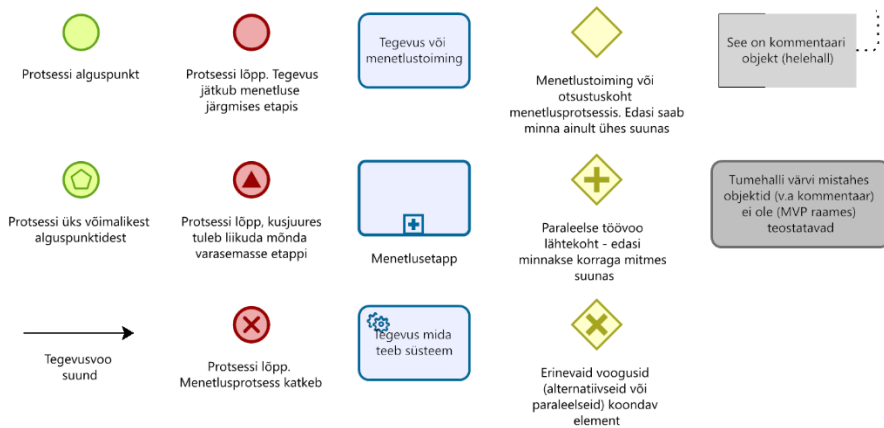 Protsessi alguspunkt
Protsessi lõpp. Tegevus
jätkub menetluse
järgmises etapis
Tegevus või
menetlustoiming
Menetlustoiming või
otsustuskoht
menetlusprotsessis. Edasi saab
minna ainult ühes suunas
See on kommentaari
objekt (helehall)
Protsessi üks võimalikest
alguspunktidest
Protsessi lõpp, kusjuures
tuleb liikuda mõnda
varasemasse etappi
Menetlusetapp
Paraleelse töövoo
lähtekoht - edasi
minnakse korraga mitmes
suunas
Tumehalli värvi mistahes
objektid (v.a kommentaar)
ei ole (MVP raames)
teostatavad
Tegevusvoo
suund
Protsessi lõpp.
Menetlusprotsess katkeb
Tegevus mida
teeb süsteem
Erinevaid voogusid
(alternatiivseid või
paraleelseid) koondav
element